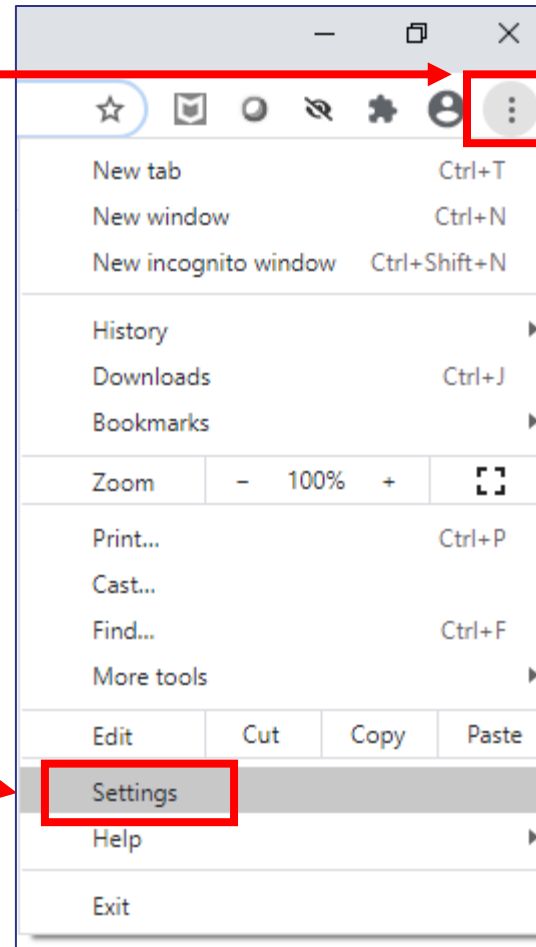 New tab Ctrl+T
New window Ctrl+N
New incognito window Ctrl+Shift+N
History
Downloads Ctrl+J
Bookmarks
Zoom - 100% +
Print... Ctrl+P
Cast...
Find... Ctrl+F
More tools
Edit Cut Copy Paste
Settings
Help
Exit